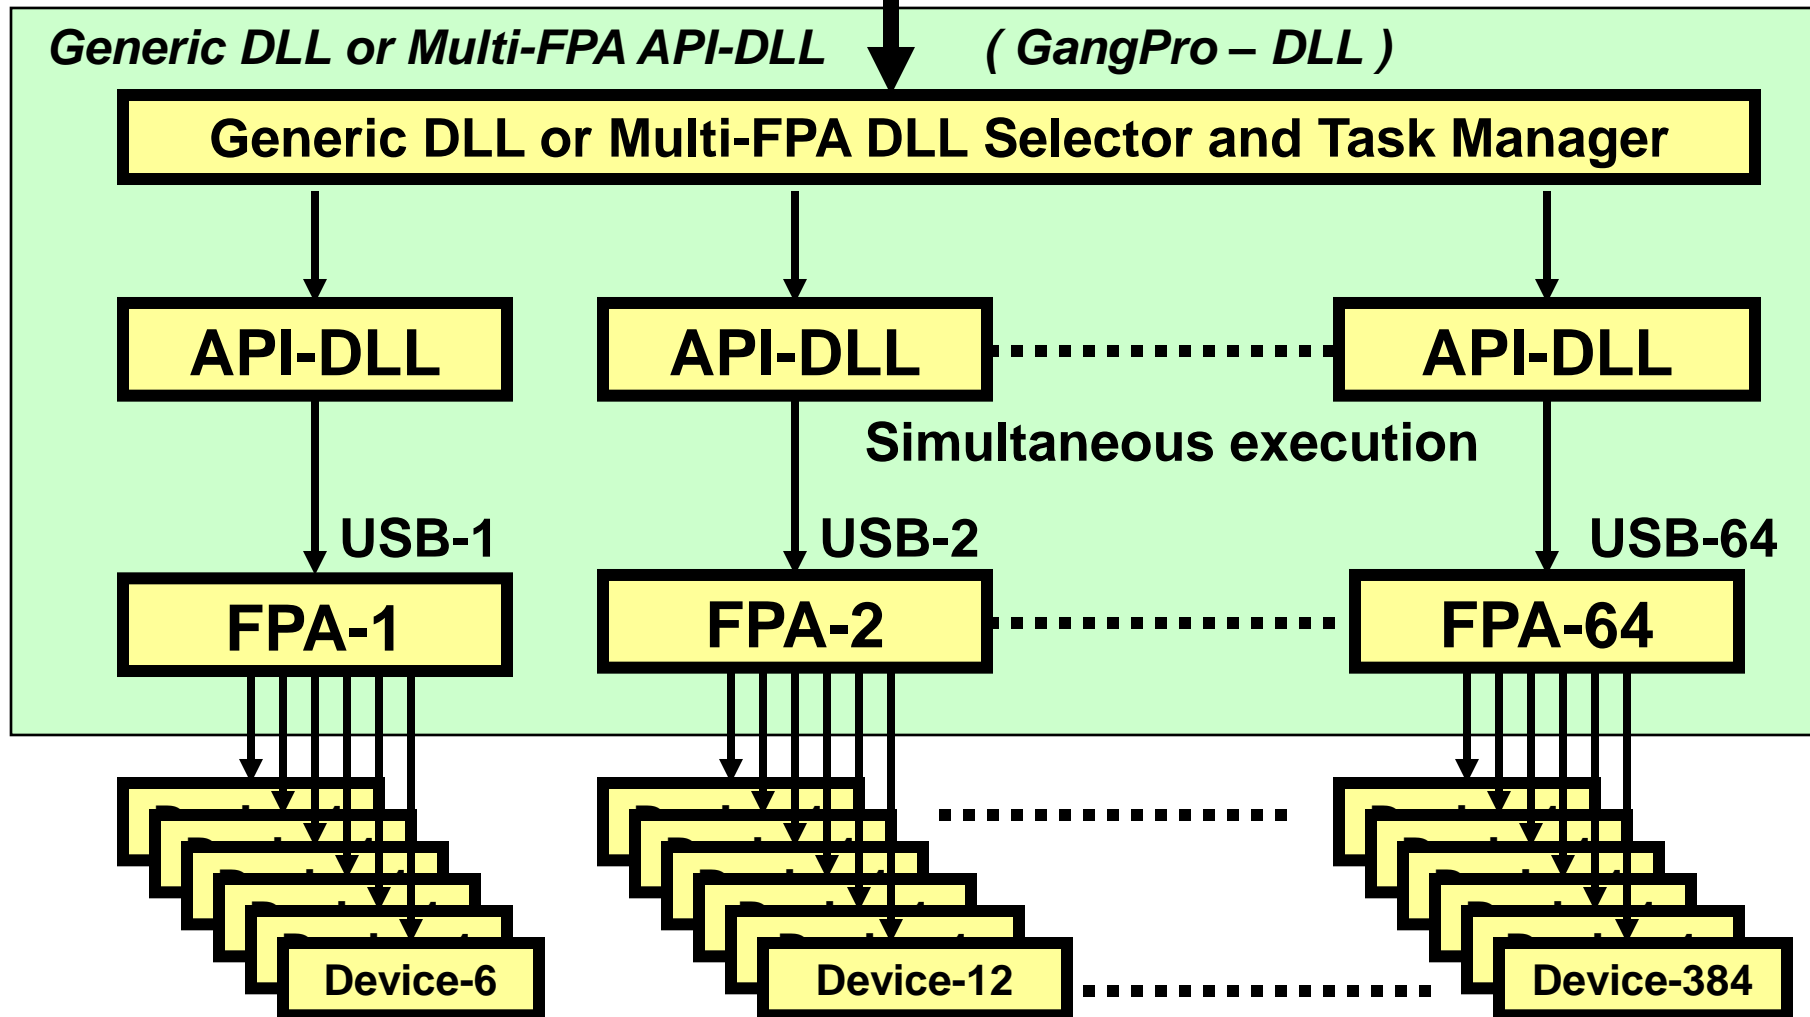 Generic DLL or Multi-FPA API-DLL ( GangPro – DLL )
Generic DLL or Multi-FPA DLL Selector and Task Manager
API-DLL API-DLL API-DLL
Simultaneous execution
USB-1 USB-2 USB-64
FPA-1 FPA-2 FPA-64
Device-6 Device-12 Device-384